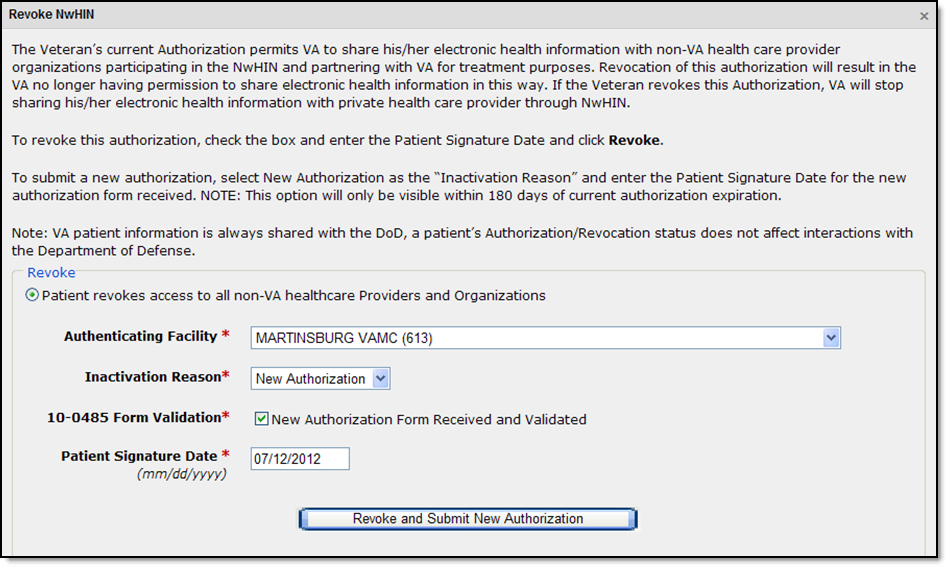 Revoke NwHIN
The Veteran's current Authorization permits VA to share his/her electronic health information with non-VA health care provider
organizations participating in the NwHIN and partnering with VA for treatment purposes. Revocation of this authorization will result in the
VA no longer having permission to share electronic health information in this way. If the Veteran revokes this Authorization, VA will stop
sharing his/her electronic health information with private health care provider through NwHIN.
To revoke this authorization, check the box and enter the Patient Signature Date and click Revoke.
To submit a new authorization, select New Authorization as the “Inactivation Reason” and enter the Patient Signature Date for the new
authorization form received. NOTE: This option will only be visible within 180 days of current authorization expiration.
Note: VA patient information is always shared with the DoD, a patient's Authorization/Revocation status does not affect interactions with
the Department of Defense.
Revoke
Patient revokes access to all non-VA healthcare Providers and Organizations
Authenticating Facility * MARTINSBURG VAMC (613)
Inactivation Reason* New Authorization
10-0485 Form Validation* New Authorization Form Received and Validated
Patient Signature Date * 07/12/2012
(mm/dd/yyyy)
Revoke and Submit New Authorization